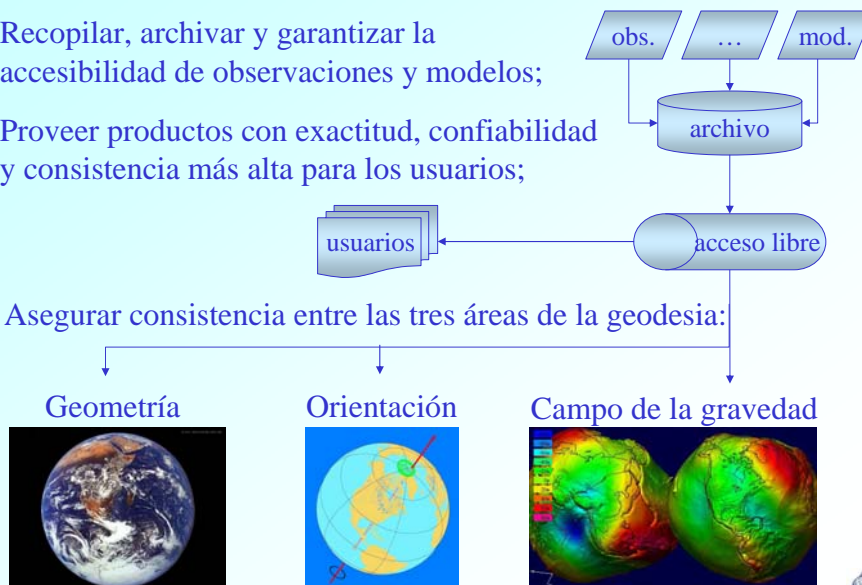 Recopilar, archivar y garantizar la
accesibilidad de observaciones y modelos;
obs.
…
mod.
archivo
Proveer productos con exactitud, confiabilidad
y consistencia más alta para los usuarios;
usuarios
acceso libre
Asegurar consistencia entre las tres áreas de la geodesia:
Geometría
Orientación
Campo de la gravedad